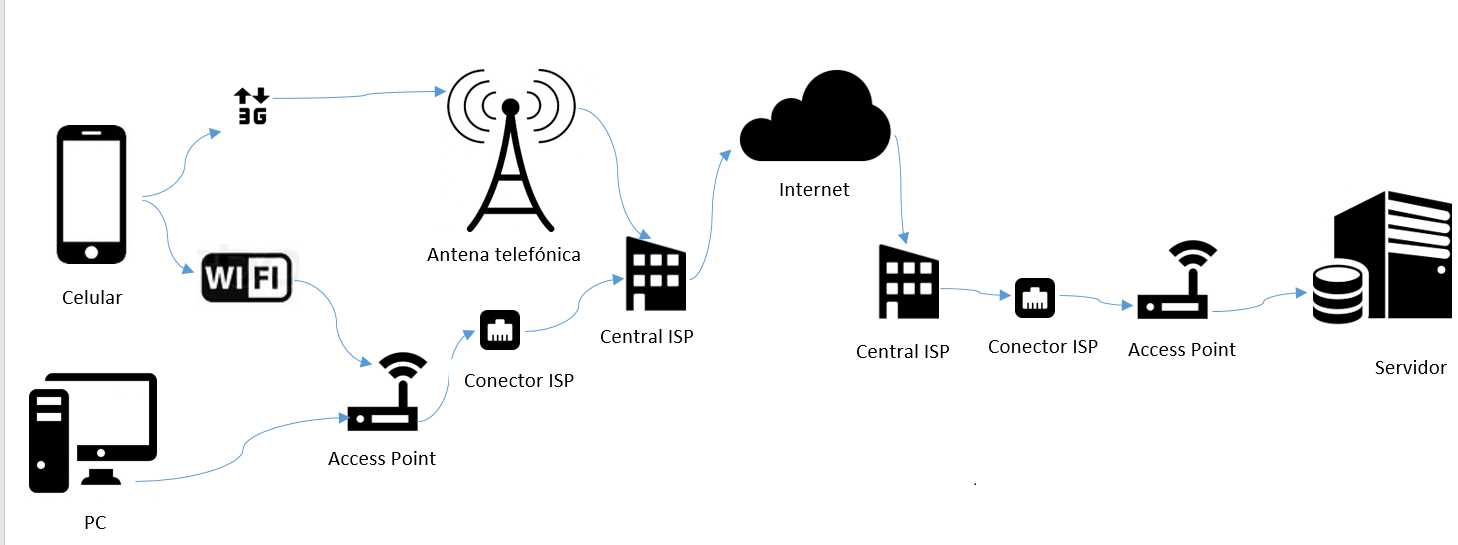 3G
Internet
Antena telefónica
Celular
WI FI
Central ISP
Central ISP
Conector ISP
Access Point
Servidor
Conector ISP
Access Point
PC